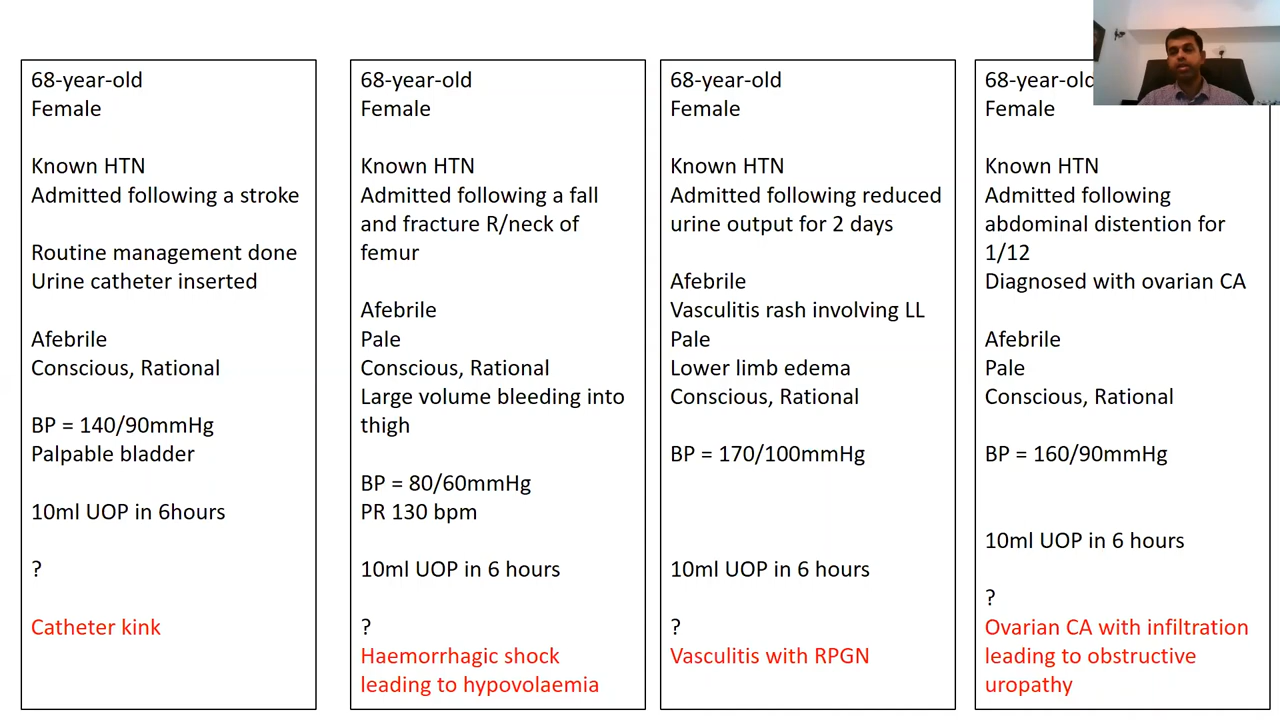 68-year-old
Female
Known HTN
Admitted following a stroke
Routine management done
Urine catheter inserted
Afebrile
Conscious, Rational
BP = 140/90mmHg
Palpable bladder
10ml UOP in 6hours
?
Catheter kink
68-year-old
Female
Known HTN
Admitted following a fall
and fracture R/neck of
femur
Afebrile
Pale
Conscious, Rational
Large volume bleeding into
thigh
BP = 80/60mmHg
PR 130 bpm
10ml UOP in 6 hours
?
Haemorrhagic shock
leading to hypovolaemia
68-year-old
Female
Known HTN
Admitted following reduced
urine output for 2 days
Afebrile
Vasculitis rash involving LL
Pale
Lower limb edema
Conscious, Rational
BP = 170/100mmHg
10ml UOP in 6 hours
?
Vasculitis with RPGN
68-year-old
Female
Known HTN
Admitted following
abdominal distention for
1/12
Diagnosed with ovarian CA
Afebrile
Pale
Conscious, Rational
BP = 160/90mmHg
10ml UOP in 6 hours
?
Ovarian CA with infiltration
leading to obstructive
uropathy